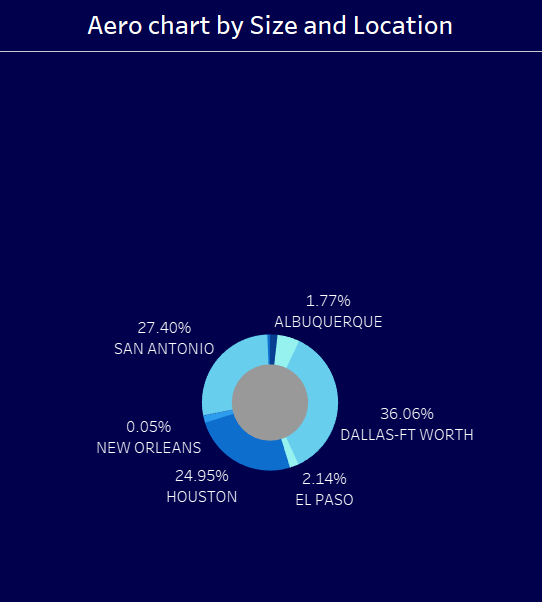 Aero chart by Size and Location
1.77%
ALBUQUERQUE
27.40%
SAN ANTONIO
36.06%
DALLAS-FT WORTH
0.05%
NEW ORLEANS
24.95%
HOUSTON
2.14%
EL PASO